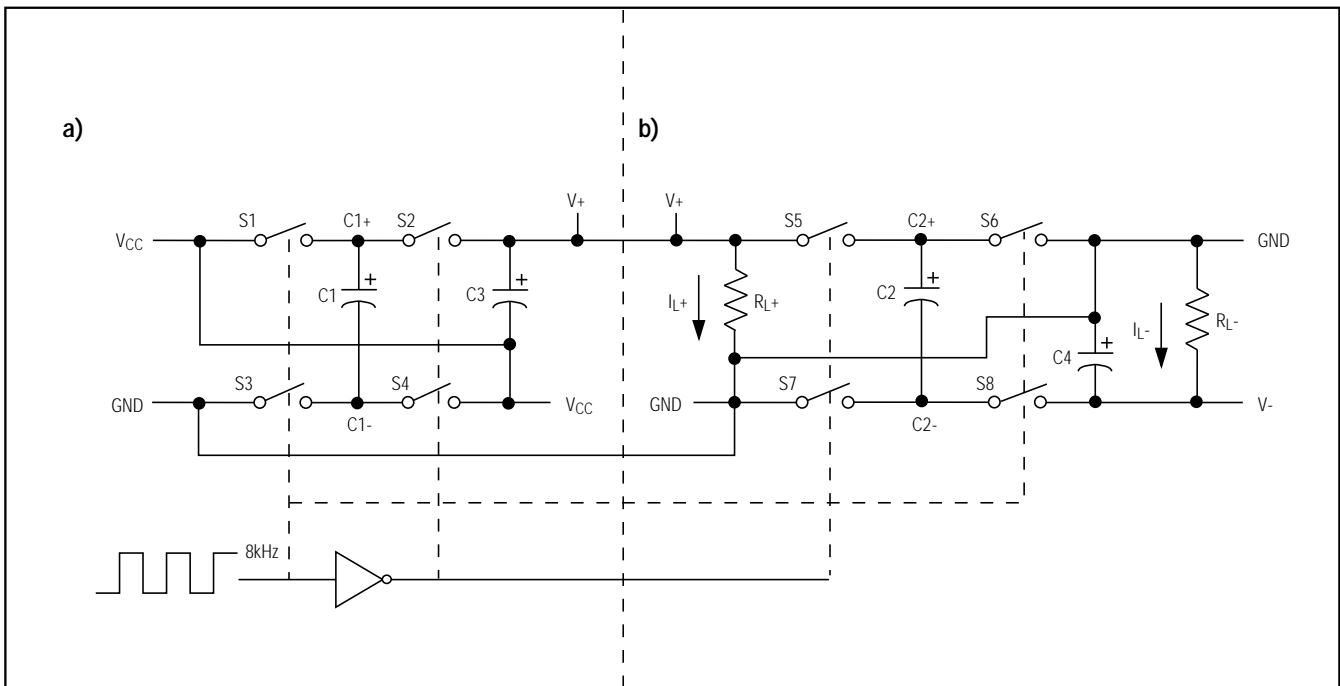 a)
b)
V+
V+
S1
C1+
S2
S5
C2+
S6
VCC
GND
C1
C3
IL+
RL+
C2
C4
IL-
RL-
S3
S4
S7
S8
GND
C1-
VCC
GND
C2-
V-
8kHz